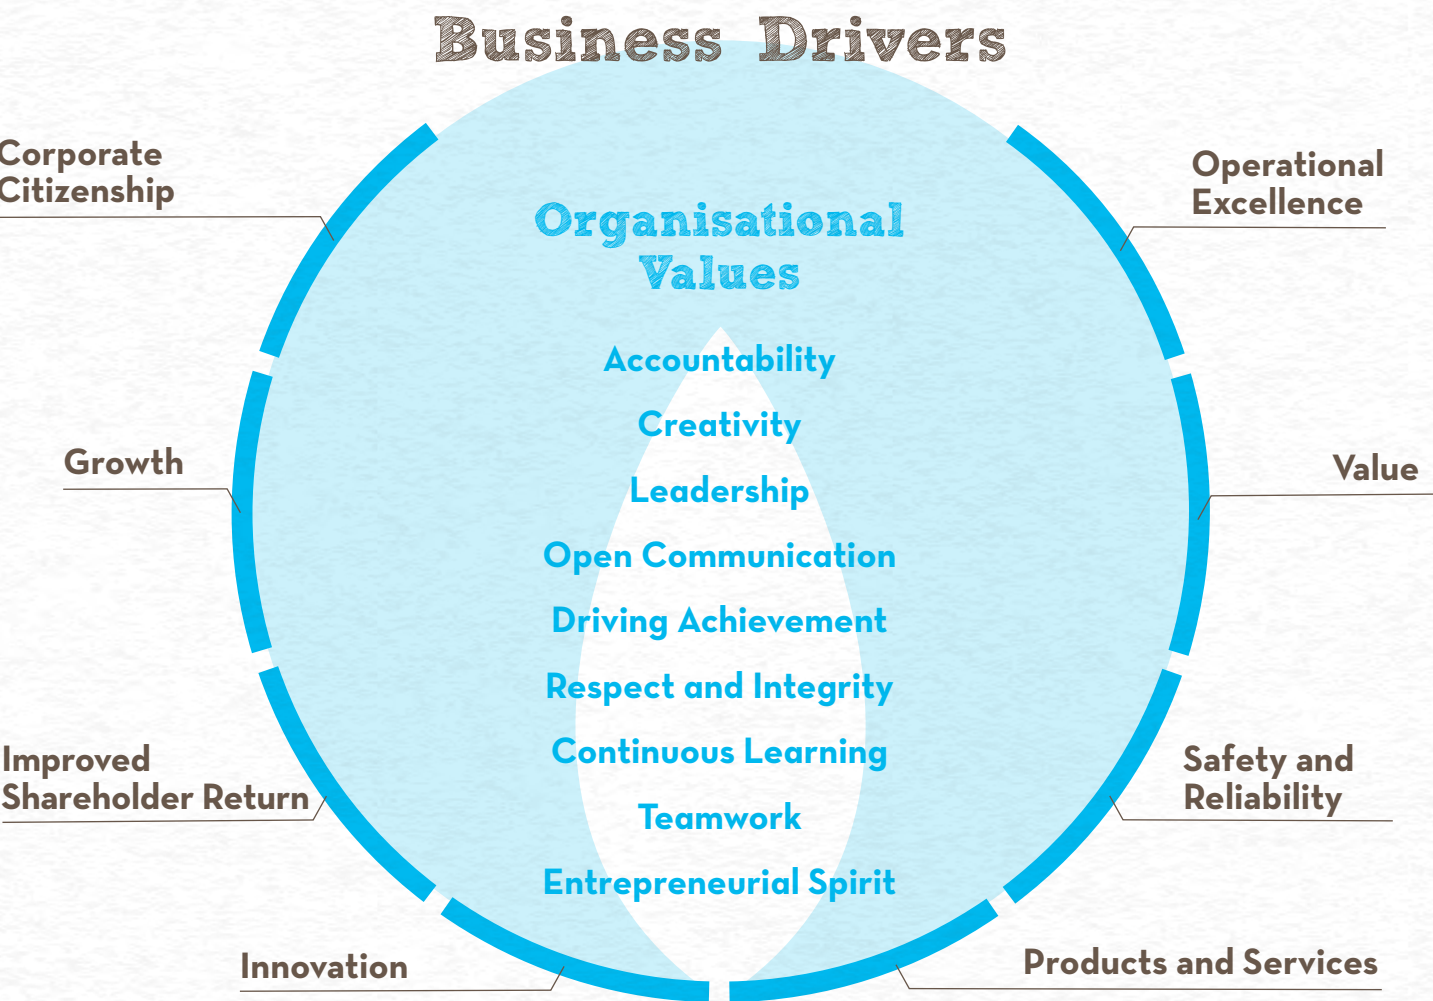 Business Drivers
Corporate
Citizenship
Operational
Excellence
Organisational
Values
Accountability
Creativity
Leadership
Open Communication
Driving Achievement
Respect and Integrity
Continuous Learning
Teamwork
Entrepreneurial Spirit
Growth
Value
Improved
Shareholder Return
Safety and
Reliability
Innovation
Products and Services